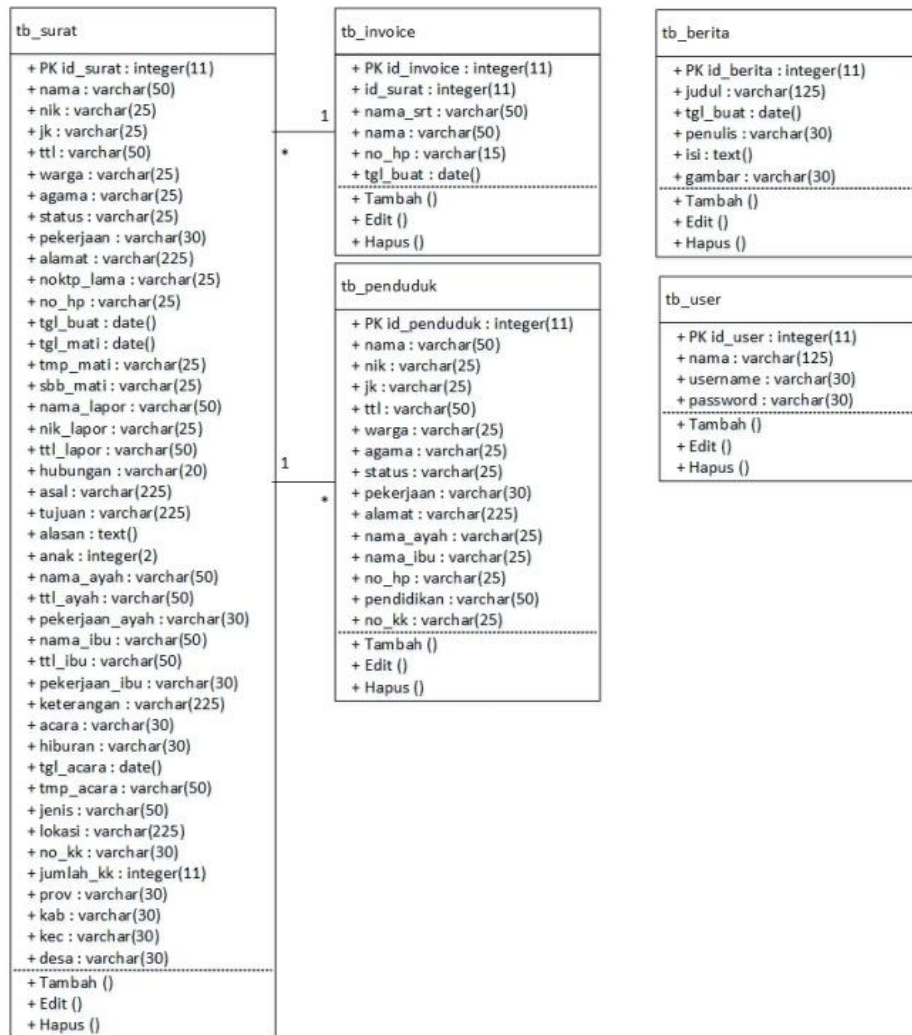 tb_surat
+ PK id_surat : integer(11)
+ nama : varchar(50)
+ nik : varchar(25)
+ jk : varchar(25)
+ ttl : varchar(50)
+ warga : varchar(25)
+ agama : varchar(25)
+ status : varchar(25)
+ pekerjaan : varchar(30)
+ alamat : varchar(225)
+ noktp_lama : varchar(25)
+ no_hp : varchar(25)
+ tgl_buat : date()
+ tgl_mati : date()
+ tmp_mati : varchar(25)
+ sbb_mati : varchar(25)
+ nama_lapor : varchar(50)
+ nik_lapor : varchar(25)
+ ttl_lapor : varchar(50)
+ hubungan : varchar(20)
+ asal : varchar(225)
+ tujuan : varchar(225)
+ alasan : text()
+ anak : integer(2)
+ nama_ayah : varchar(50)
+ ttl_ayah : varchar(50)
+ pekerjaan_ayah : varchar(30)
+ nama_ibu : varchar(50)
+ ttl_ibu : varchar(50)
+ pekerjaan_ibu : varchar(30)
+ keterangan : varchar(225)
+ acara : varchar(30)
+ hiburan : varchar(30)
+ tgl_acara : date()
+ tmp_acara : varchar(50)
+ jenis : varchar(50)
+ lokasi : varchar(225)
+ no_kk : varchar(30)
+ jumlah_kk : integer(11)
+ prov : varchar(30)
+ kab : varchar(30)
+ kec : varchar(30)
+ desa : varchar(30)
+ Tambah ()
+ Edit ()
+ Hapus ()
1
*
1
*
tb_invoice
+ PK id_invoice : integer(11)
+ id_surat : integer(11)
+ nama_srt : varchar(50)
+ nama : varchar(50)
+ no_hp : varchar(15)
+ tgl_buat : date()
+ Tambah ()
+ Edit ()
+ Hapus ()
tb_penduduk
+ PK id_penduduk : integer(11)
+ nama : varchar(50)
+ nik : varchar(25)
+ jk : varchar(25)
+ ttl : varchar(50)
+ warga : varchar(25)
+ agama : varchar(25)
+ status : varchar(25)
+ pekerjaan : varchar(30)
+ alamat : varchar(225)
+ nama_ayah : varchar(25)
+ nama_ibu : varchar(25)
+ no_hp : varchar(25)
+ pendidikan : varchar(50)
+ no_kk : varchar(25)
+ Tambah ()
+ Edit ()
+ Hapus ()
tb_berita
+ PK id_berita : integer(11)
+ judul : varchar(125)
+ tgl_buat : date()
+ penulis : varchar(30)
+ isi : text()
+ gambar : varchar(30)
+ Tambah ()
+ Edit ()
+ Hapus ()
tb_user
+ PK id_user : integer(11)
+ nama : varchar(125)
+ username : varchar(30)
+ password : varchar(30)
+ Tambah ()
+ Edit ()
+ Hapus ()